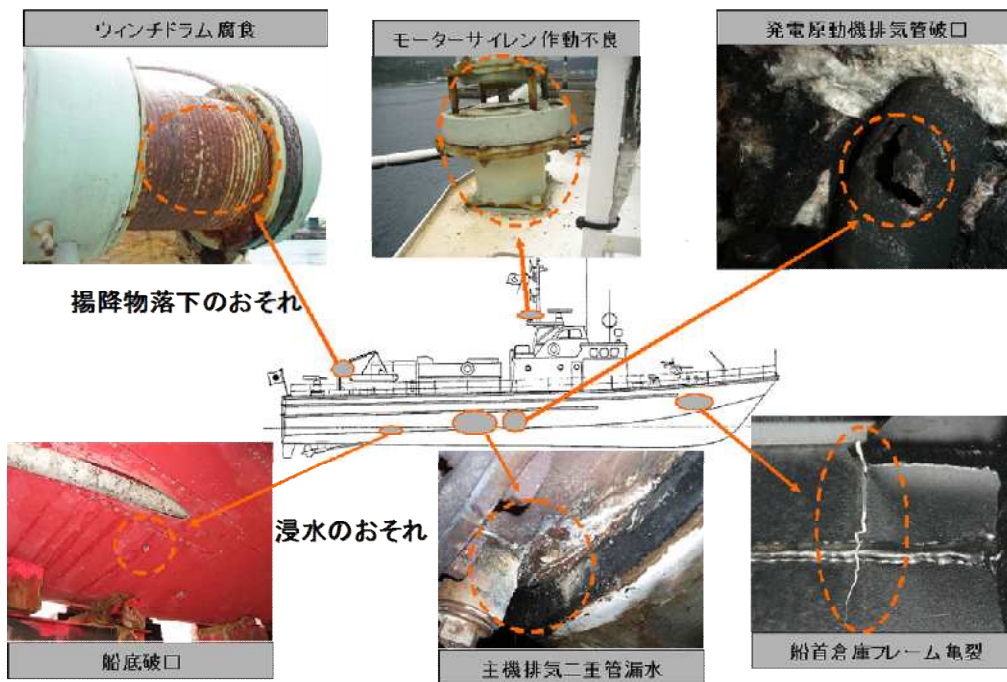 ウィンチドラム腐食
モーターサイレン作動不良
発電原動機排気管破口
揚降物落下のおそれ
浸水のおそれ
船底破口
主機排気二重管漏水
船首倉庫フレーム亀裂